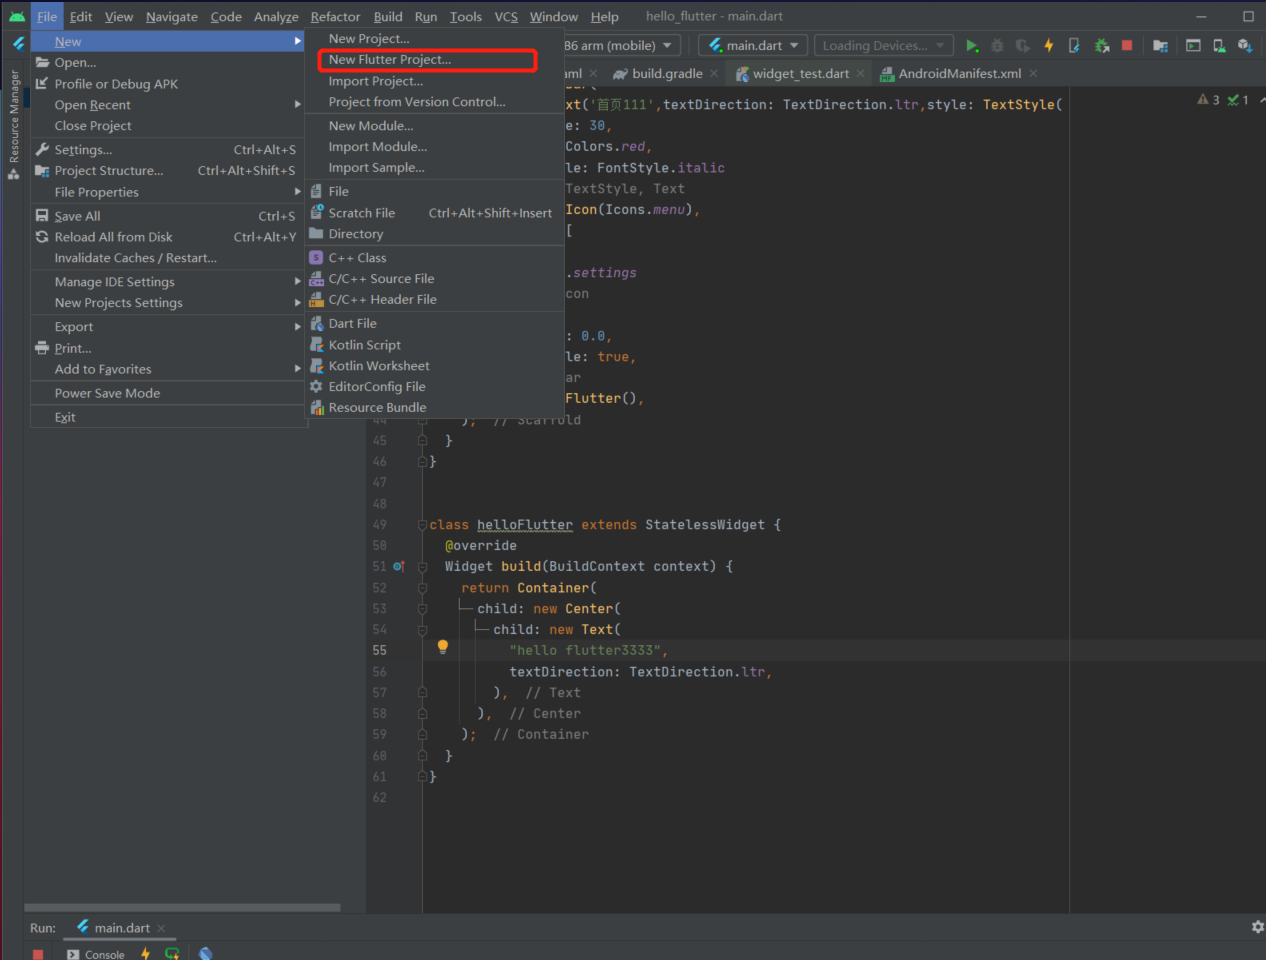 File Edit View Navigate Code Analyze Refactor Build Run Tools VCS Window Help hello_flutter - main.dart
86 arm (mobile) main.dart Loading Devices...
build.gradle widget_test.dart AndroidManifest.xml
Resource Manager
New
Open...
Profile or Debug APK
Open Recent
Close Project
Settings... Ctrl+Alt+S
Project Structure... Ctrl+Alt+Shift+S
File Properties
Save All Ctrl+S
Reload All from Disk Ctrl+Alt+Y
Invalidate Caches / Restart...
Manage IDE Settings
New Projects Settings
Export
Print...
Add to Favorites
Power Save Mode
Exit
New Project...
New Flutter Project...
Import Project...
Project from Version Control...
New Module...
Import Module...
Import Sample...
File
Scratch File Ctrl+Alt+Shift+Insert
Directory
C++ Class
C/C++ Source File
C/C++ Header File
Dart File
Kotlin Script
Kotlin Worksheet
EditorConfig File
Resource Bundle
xt('首页111',textDirection: TextDirection.ltr,style: TextStyle(
3 1
e: 30,
Colors.red,
le: FontStyle.italic
TextStyle, Text
Icon(Icons.menu),
[
.settings
con
: 0.0,
le: true,
ar
Flutter(),
44 ); // Scaffold
45 }
46 }
47
48
49 class helloFlutter extends StatelessWidget {
50 @override
51 Widget build(BuildContext context) {
52 return Container(
53 child: new Center(
54 child: new Text(
55 "hello flutter3333",
56 textDirection: TextDirection.ltr,
57 ), // Text
58 ), // Center
59 ); // Container
60 }
61 }
62
Run: main.dart
Console